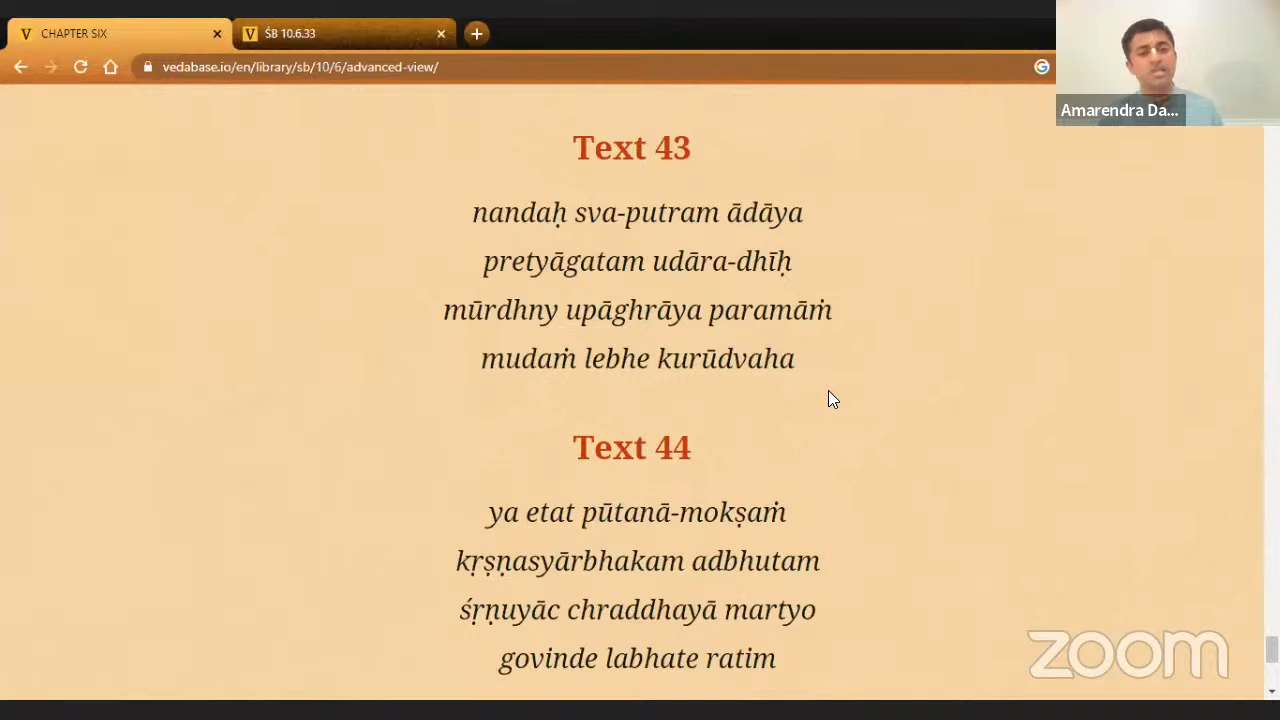 CHAPTER SIX
ŚB 10.6.33
vedabase.io/en/library/sb/10/6/advanced-view/
Amarendra Da...
Text 43
nandaḥ sva-putram ādāya
pretyāgatam udāra-dhīḥ
mūrdhny upāghrāya paramāṁ
mudaṁ lebhe kurūdvaha
Text 44
ya etat pūtanā-mokṣaṁ
kṛṣṇasyārbhakam adbhutam
śṛṇuyāc chraddhayā martyo
govinde labhate ratim
zoom